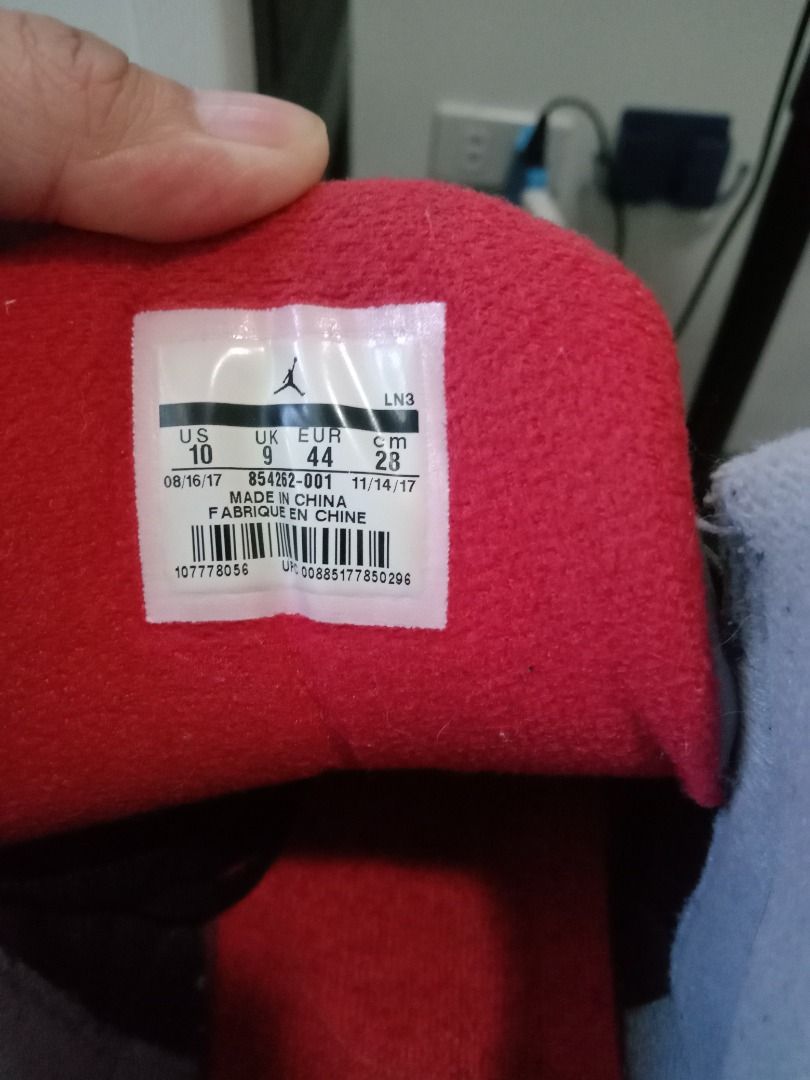 LN3
US UK EUR cm
10 9 44 28
08/16/17 854262-001 11/14/17
MADE IN CHINA
FABRIQUE EN CHINE
107778056 UPC 00885177850296